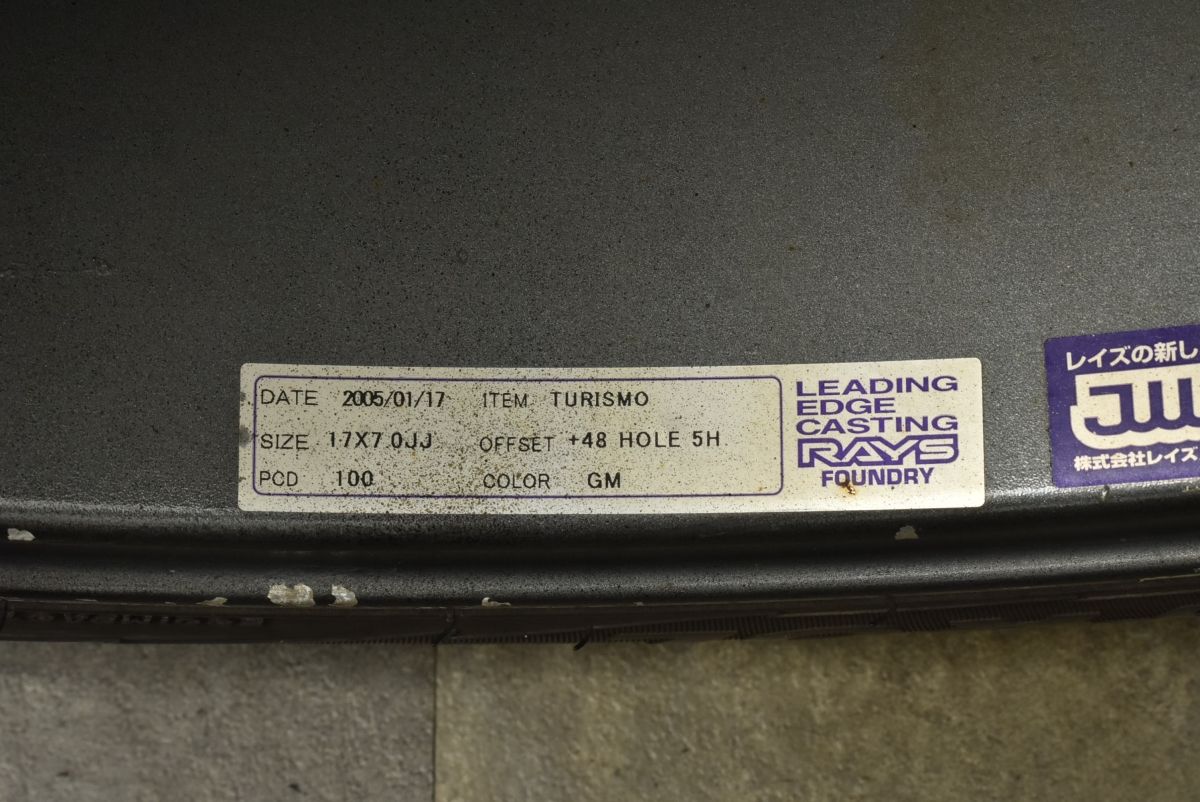 DATE 2005/01/17 ITEM TURISMO
SIZE 17X7.0JJ OFFSET +48 HOLE 5H
PCD 100 COLOR GM
LEADING
EDGE
CASTING
RAYS
FOUNDRY
レイズの新し
JW
株式会社レイズ